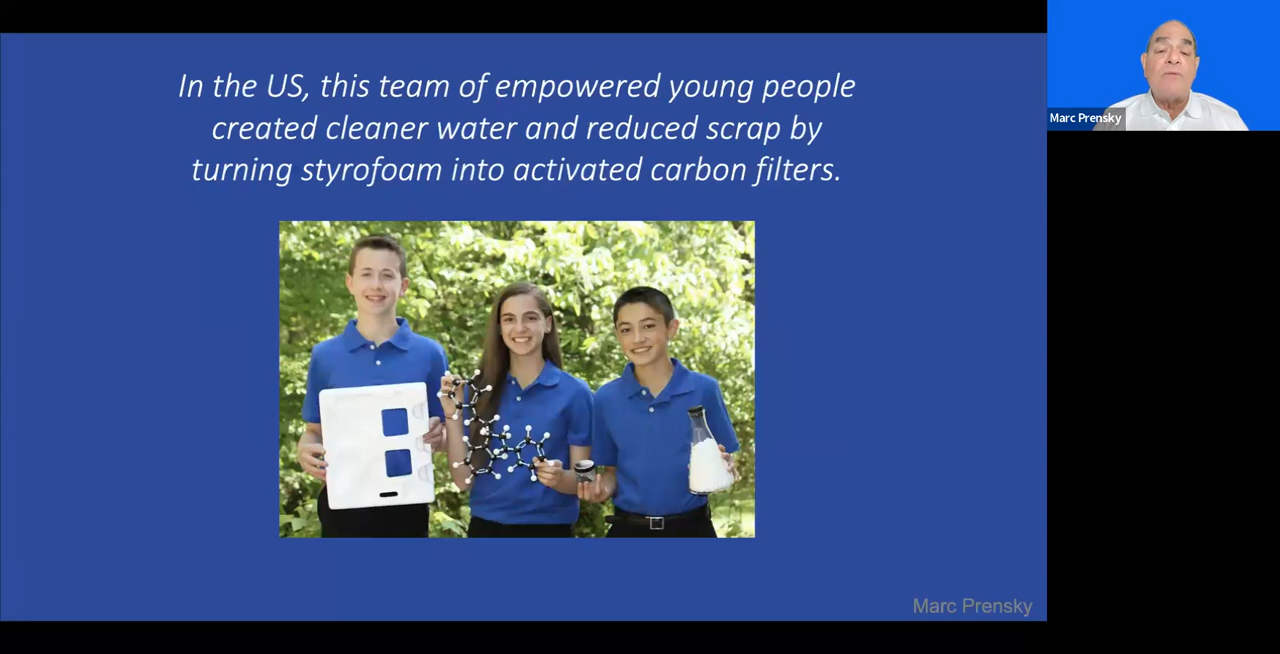 In the US, this team of empowered young people
created cleaner water and reduced scrap by
turning styrofoam into activated carbon filters.
Marc Prensky
Marc Prensky